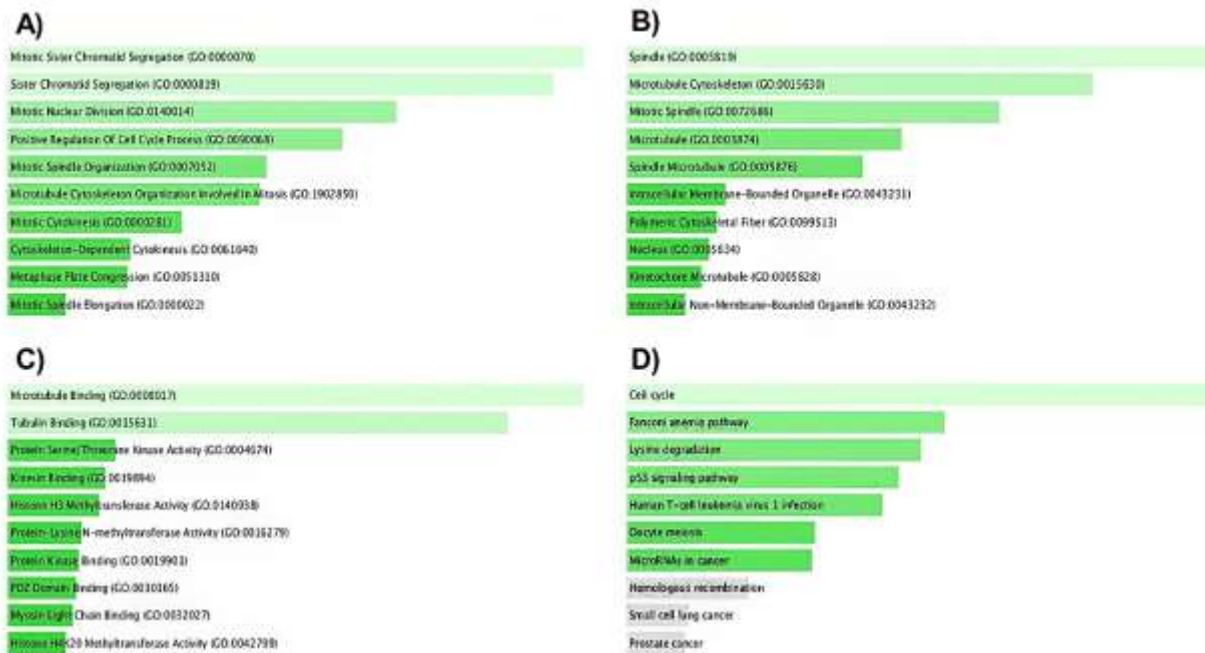 A)
Mitotic Sister Chromatid Segregation (GO:0000070)
Sister Chromatid Segregation (GO:0000819)
Mitotic Nuclear Division (GO:0140014)
Positive Regulation Of Cell Cycle Process (GO:0090068)
Mitotic Spindle Organization (GO:0007052)
Microtubule Cytoskeleton Organization Involved In Mitosis (GO:1902850)
Mitotic Cytokinesis (GO:0000281)
Cytoskeleton-Dependent Cytokinesis (GO:0061640)
Metaphase Plate Congression (GO:0051310)
Mitotic Spindle Elongation (GO:0000022)
B)
Spindle (GO:0005819)
Microtubule Cytoskeleton (GO:0015630)
Mitotic Spindle (GO:0072686)
Microtubule (GO:0005874)
Spindle Microtubule (GO:0005876)
Intracellular Membrane-Bounded Organelle (GO:0043231)
Polymeric Cytoskeletal Fiber (GO:0099513)
Nucleus (GO:0005634)
Kinetochore Microtubule (GO:0005828)
Intracellular Non-Membrane-Bounded Organelle (GO:0043232)
C)
Microtubule Binding (GO:0008017)
Tubulin Binding (GO:0015631)
Protein Serine/Threonine Kinase Activity (GO:0004674)
Kinesin Binding (GO:0019894)
Histone H3 Methyltransferase Activity (GO:0140938)
Protein-Lysine N-methyltransferase Activity (GO:0016279)
Protein Kinase Binding (GO:0019901)
PDZ Domain Binding (GO:0030165)
Myosin Light Chain Binding (GO:0032027)
Histone H4K20 Methyltransferase Activity (GO:0042799)
D)
Cell cycle
Fanconi anemia pathway
Lysine degradation
p53 signaling pathway
Human T-cell leukemia virus 1 infection
Oocyte meiosis
MicroRNAs in cancer
Homologous recombination
Small cell lung cancer
Prostate cancer